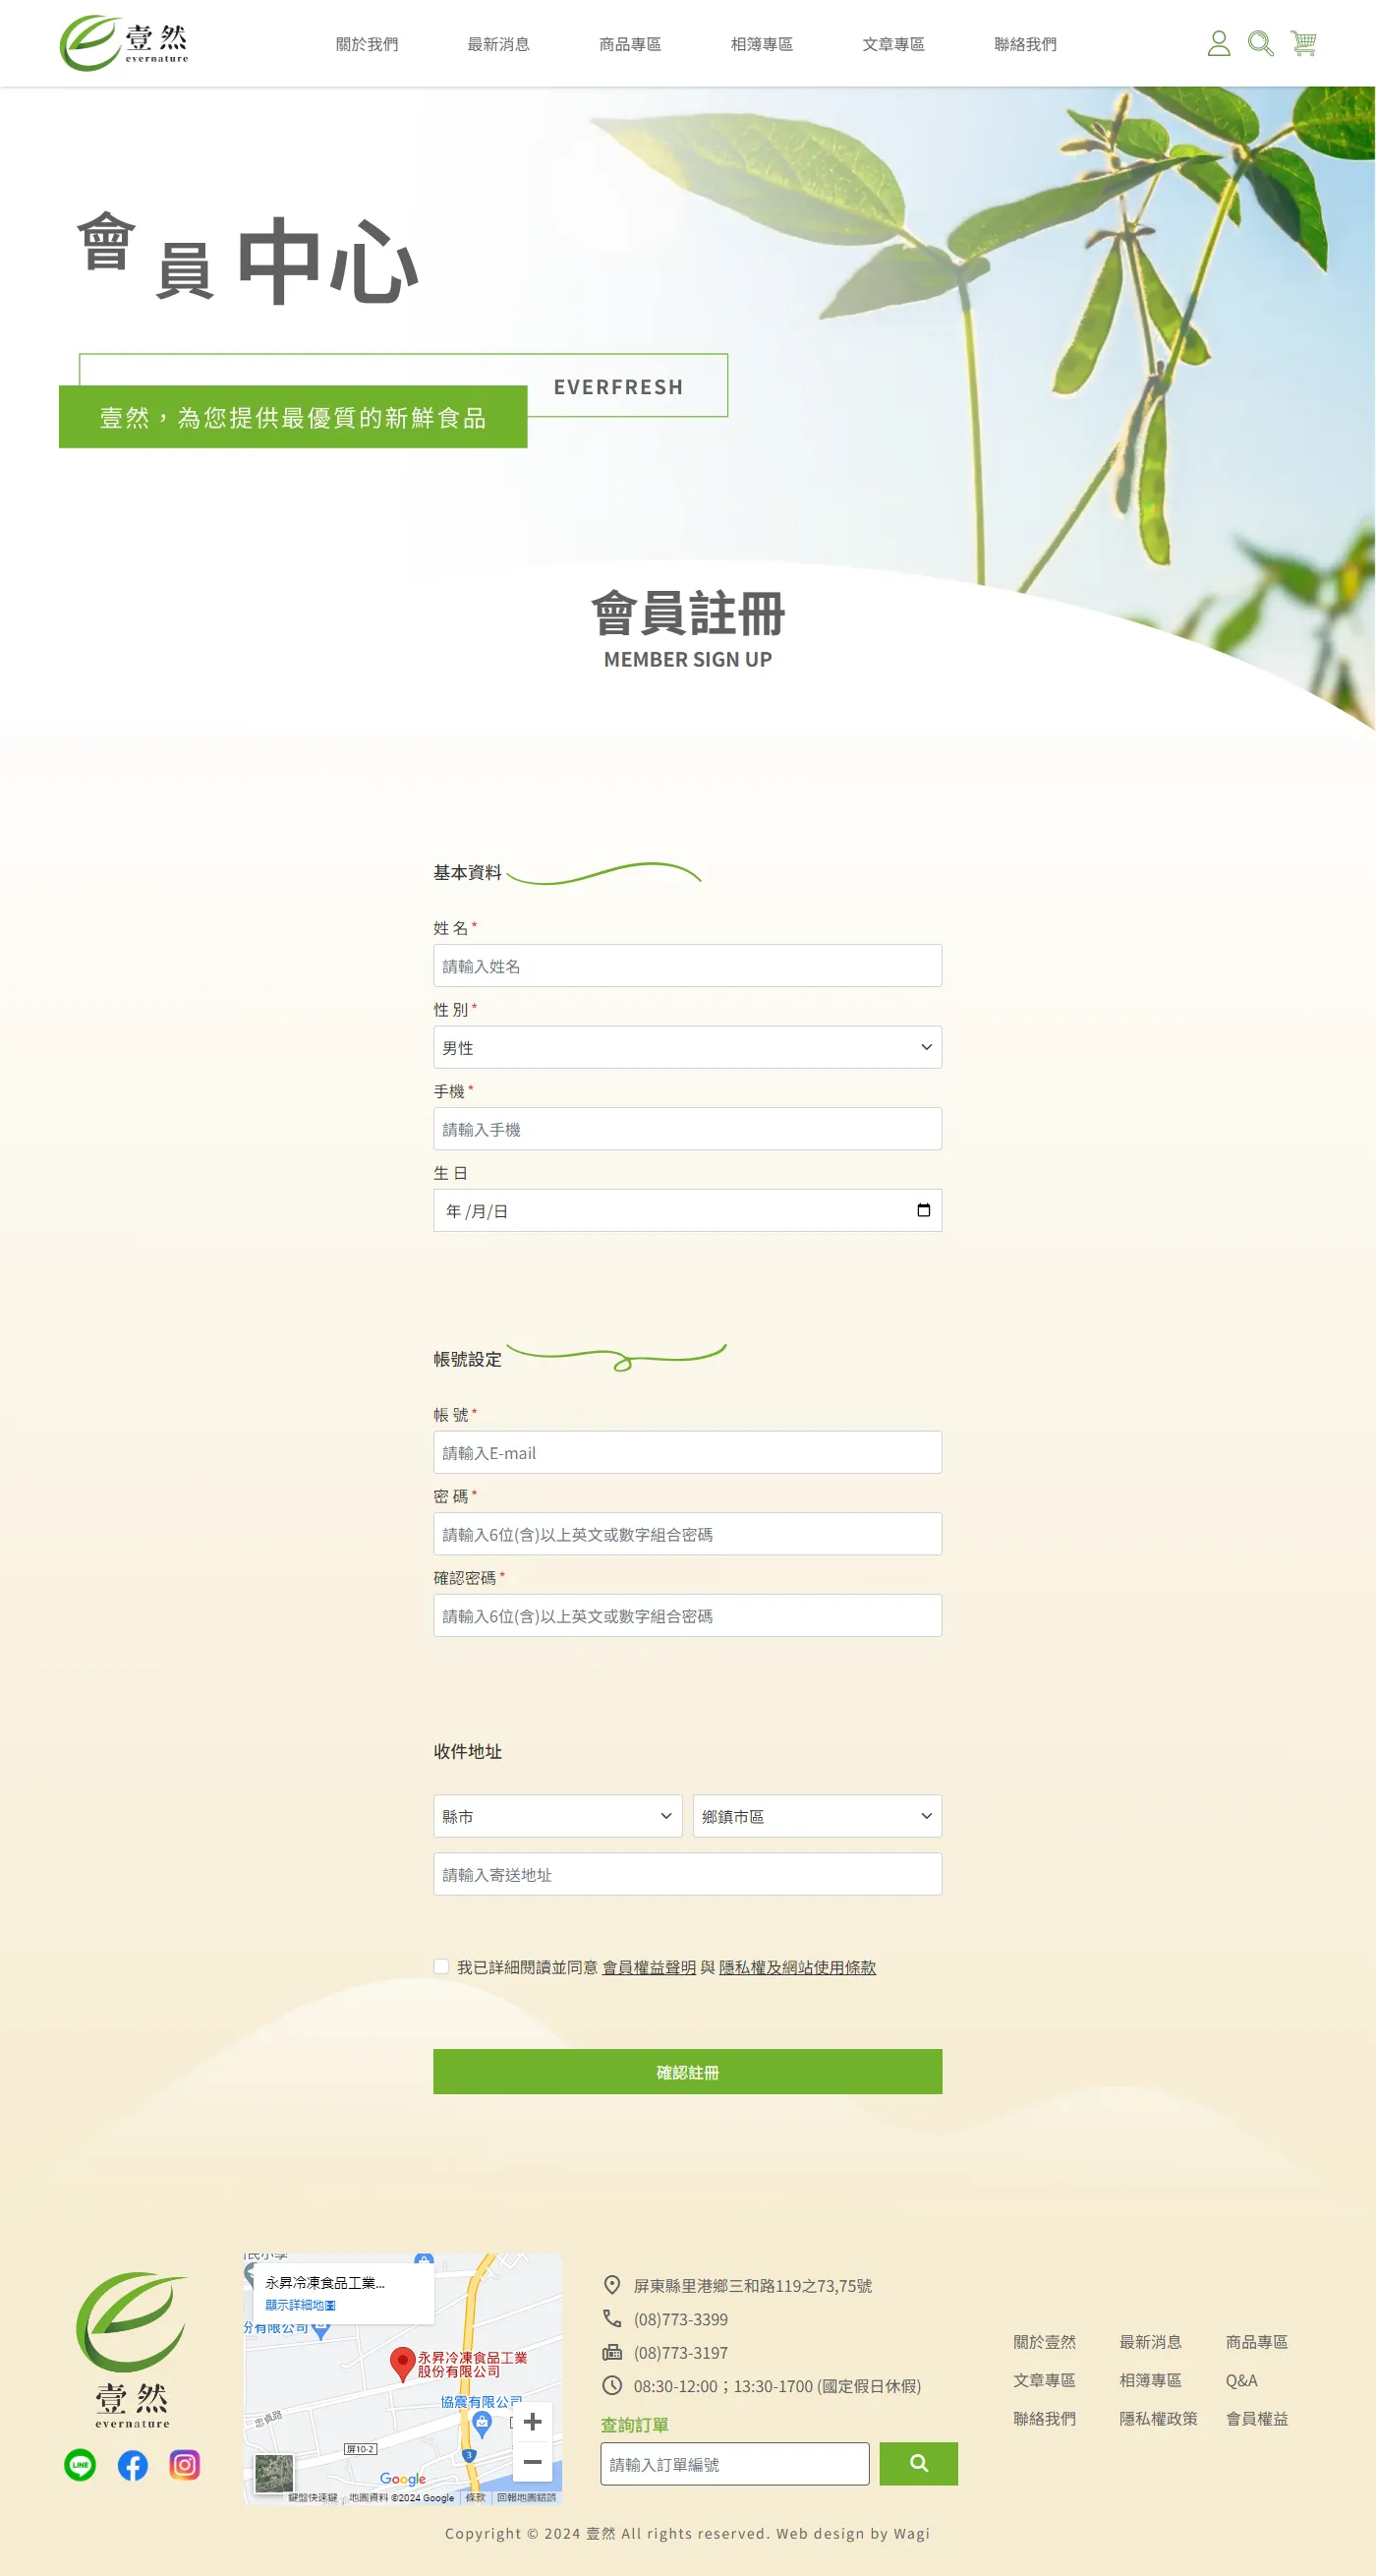 壹然
evernature
關於我們
最新消息
商品專區
相簿專區
文章專區
聯絡我們
會員中心
EVERFRESH
壹然，為您提供最優質的新鮮食品
會員註冊
MEMBER SIGN UP
基本資料
姓 名 *
請輸入姓名
性 別 *
男性
手機 *
請輸入手機
生 日
年 /月/日
帳號設定
帳 號 *
請輸入E-mail
密 碼 *
請輸入6位(含)以上英文或數字組合密碼
確認密碼 *
請輸入6位(含)以上英文或數字組合密碼
收件地址
縣市
鄉鎮市區
請輸入寄送地址
我已詳細閱讀並同意 會員權益聲明 與 隱私權及網站使用條款
確認註冊
壹然
evernature
LINE
永昇冷凍食品工業...
顯示詳細地圖
份有限公司
永昇冷凍食品工業
股份有限公司
協震有限公司
忠貞路
屏10-2
3
Google
鍵盤快速鍵
地圖資料 ©2024 Google
條款
回報地圖錯誤
屏東縣里港鄉三和路119之73,75號
(08)773-3399
(08)773-3197
08:30-12:00；13:30-1700 (國定假日休假)
查詢訂單
請輸入訂單編號
關於壹然
最新消息
商品專區
文章專區
相簿專區
Q&A
聯絡我們
隱私權政策
會員權益
Copyright © 2024 壹然 All rights reserved. Web design by Wagi